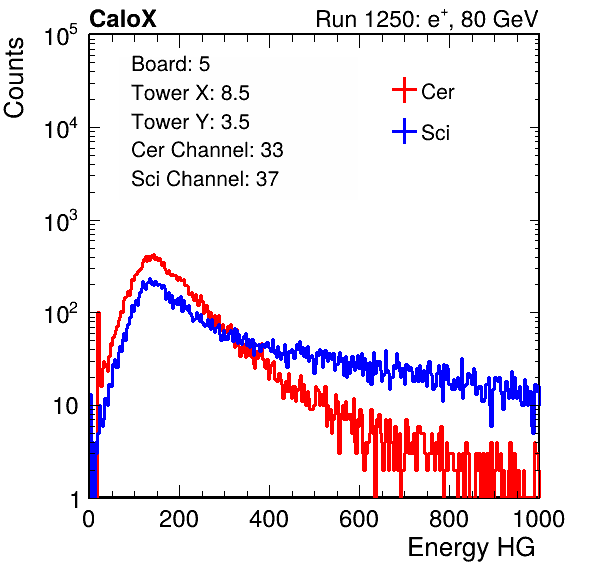 CaloX Run 1250: e⁺, 80 GeV
Counts
Board: 5
Tower X: 8.5
Tower Y: 3.5
Cer Channel: 33
Sci Channel: 37
Cer
Sci
10⁵
10⁴
10³
10²
10
1
0 200 400 600 800 1000
Energy HG